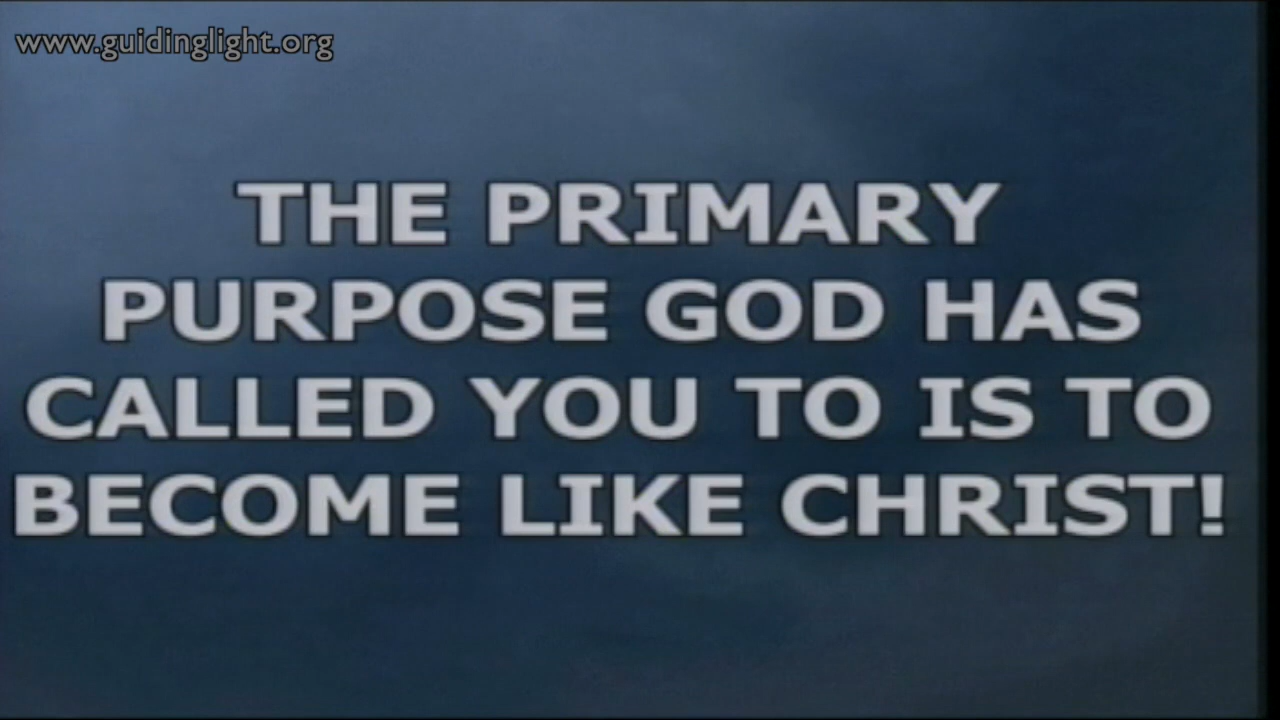 www.guidinglight.org
THE PRIMARY
PURPOSE GOD HAS
CALLED YOU TO IS TO
BECOME LIKE CHRIST!